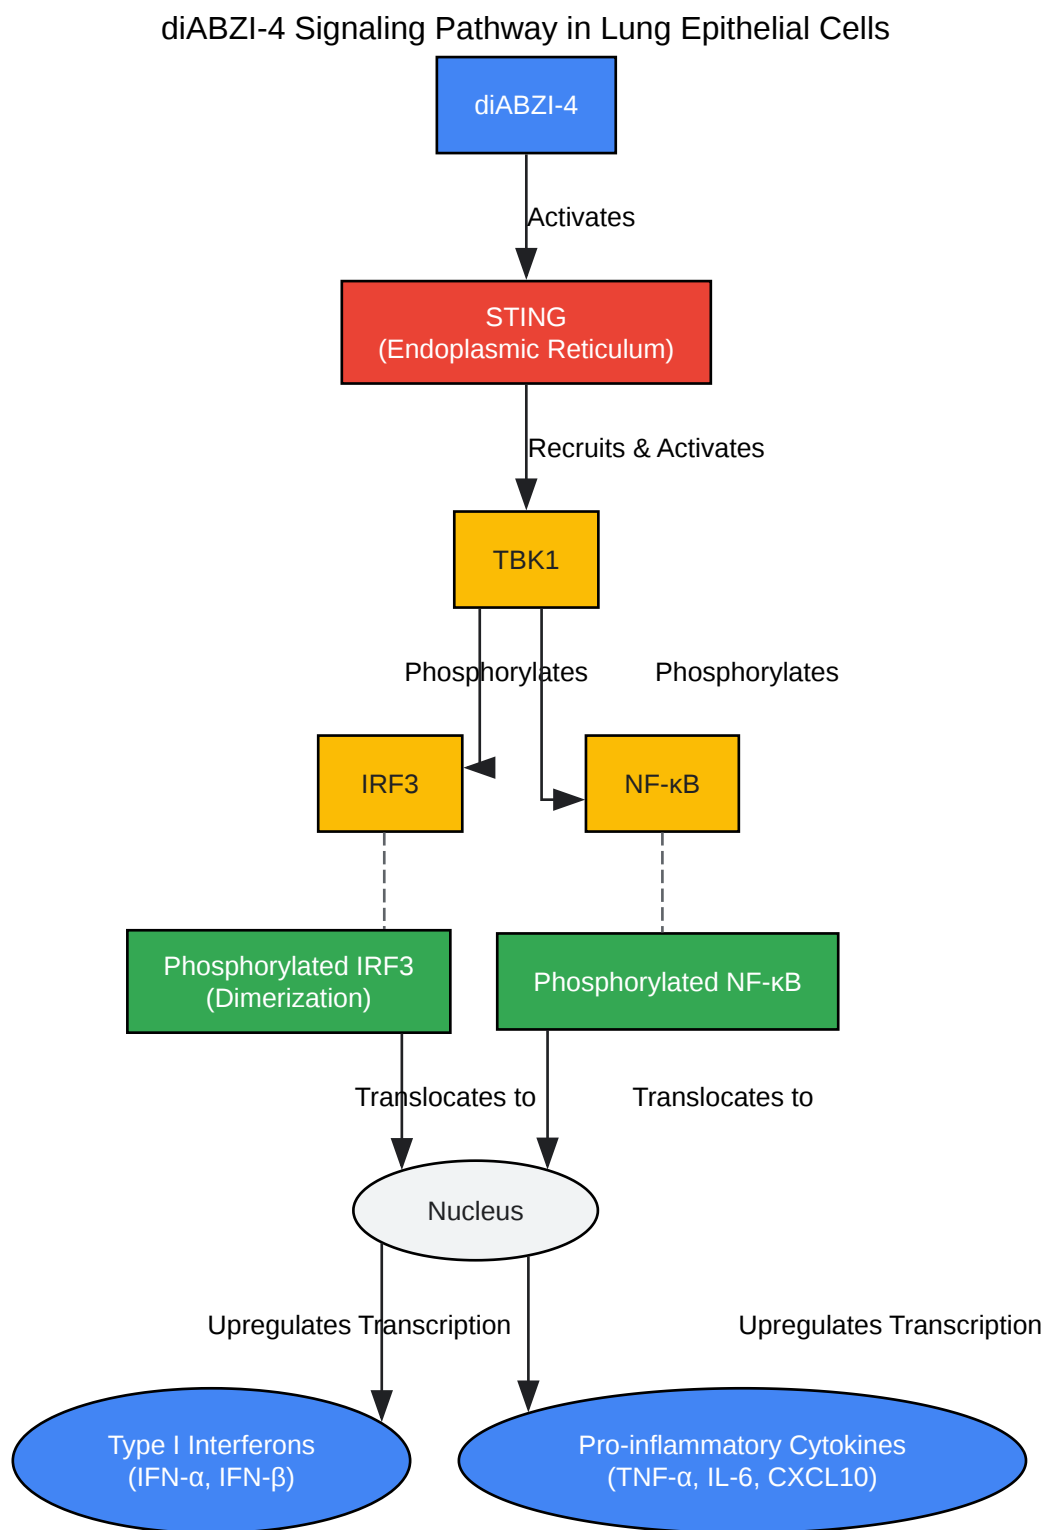 diABZI-4 Signaling Pathway in Lung Epithelial Cells
diABZI-4
Activates
STING
(Endoplasmic Reticulum)
Recruits & Activates
TBK1
Phosphorylates
Phosphorylates
IRF3
NF-κB
Phosphorylated IRF3
(Dimerization)
Phosphorylated NF-κB
Translocates to
Translocates to
Nucleus
Upregulates Transcription
Upregulates Transcription
Type I Interferons
(IFN-α, IFN-β)
Pro-inflammatory Cytokines
(TNF-α, IL-6, CXCL10)